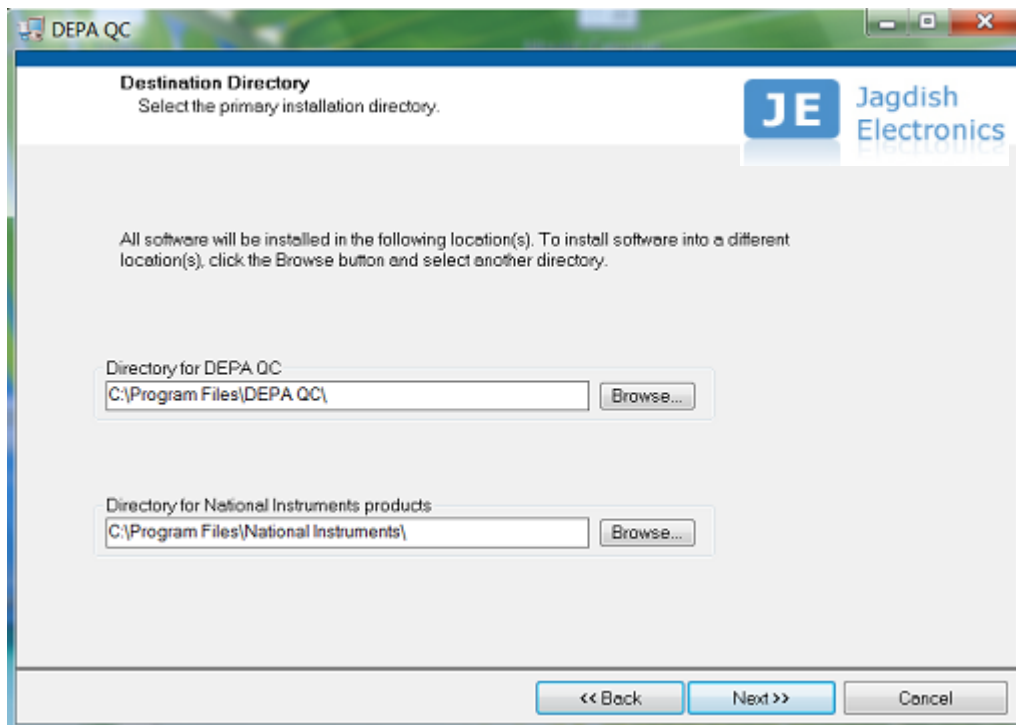 DEPA QC
Destination Directory
Select the primary installation directory.
JE
Jagdish
Electronics
All software will be installed in the following location(s). To install software into a different
location(s), click the Browse button and select another directory.
Directory for DEPA QC
C:\Program Files\DEPA QC\
Browse...
Directory for National Instruments products
C:\Program Files\National Instruments\
Browse...
<< Back
Next >>
Cancel